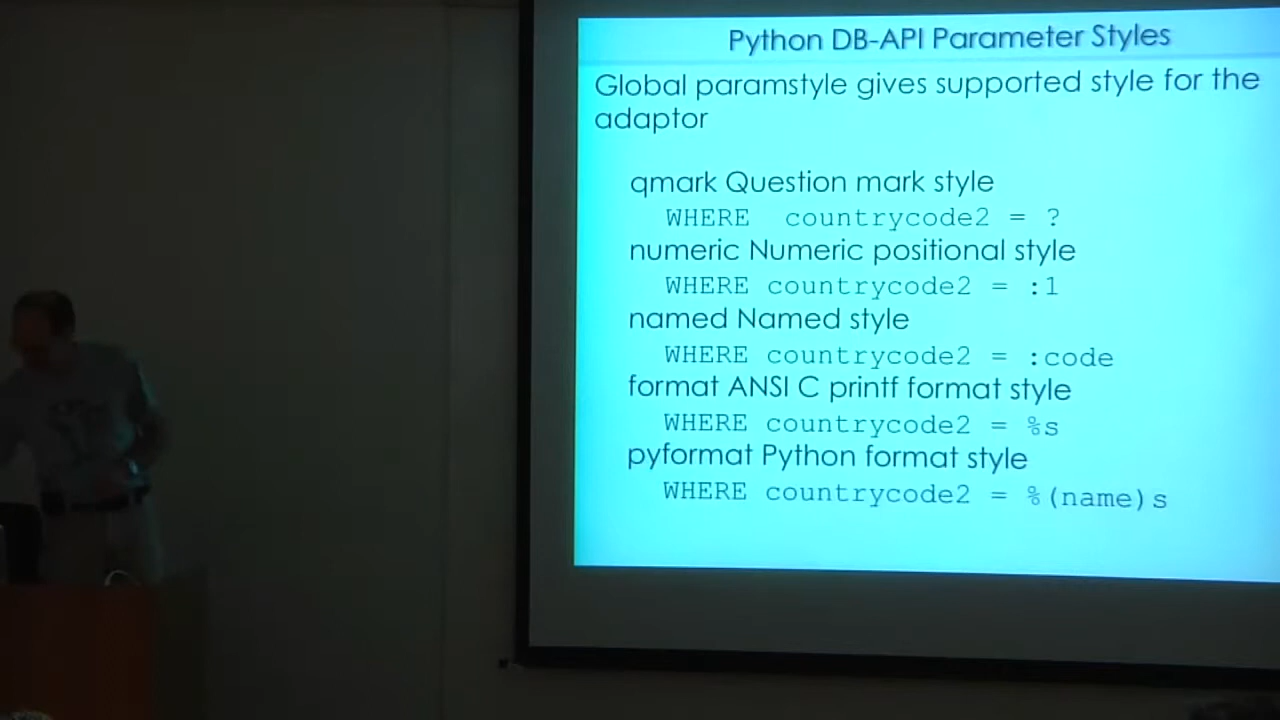 Python DB-API Parameter Styles
Global paramstyle gives supported style for the
adaptor
qmark Question mark style
WHERE countrycode2 = ?
numeric Numeric positional style
WHERE countrycode2 = :1
named Named style
WHERE countrycode2 = :code
format ANSI C printf format style
WHERE countrycode2 = %s
pyformat Python format style
WHERE countrycode2 = %(name)s